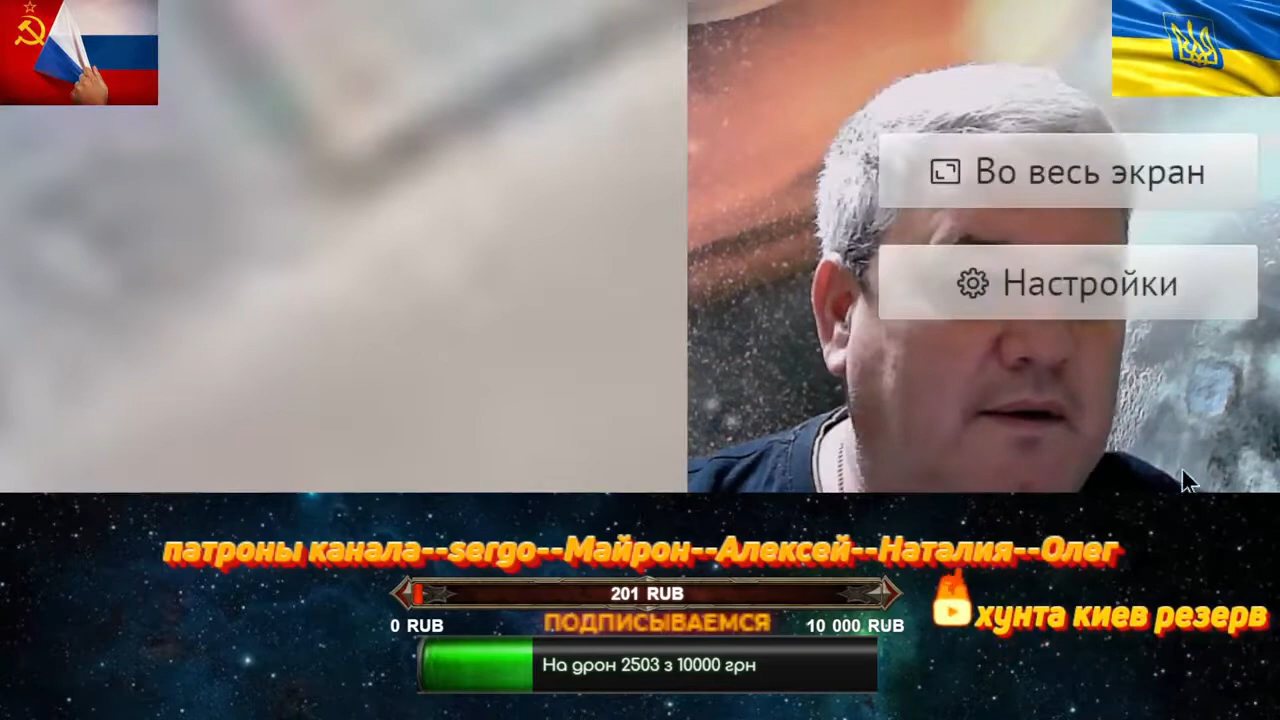 Во весь экран
Настройки
патроны канала--sergo--Майрон--Алексей--Наталия--Олег
201 RUB
0 RUB
ПОДПИСЫВАЕМСЯ
10 000 RUB
хунта киев резерв
На дрон 2503 з 10000 грн